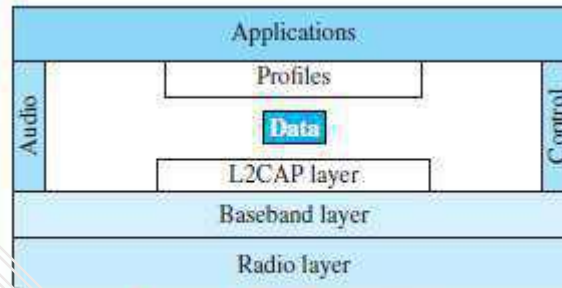 Applications
Profiles
Audio
Data
Control
L2CAP layer
Baseband layer
Radio layer